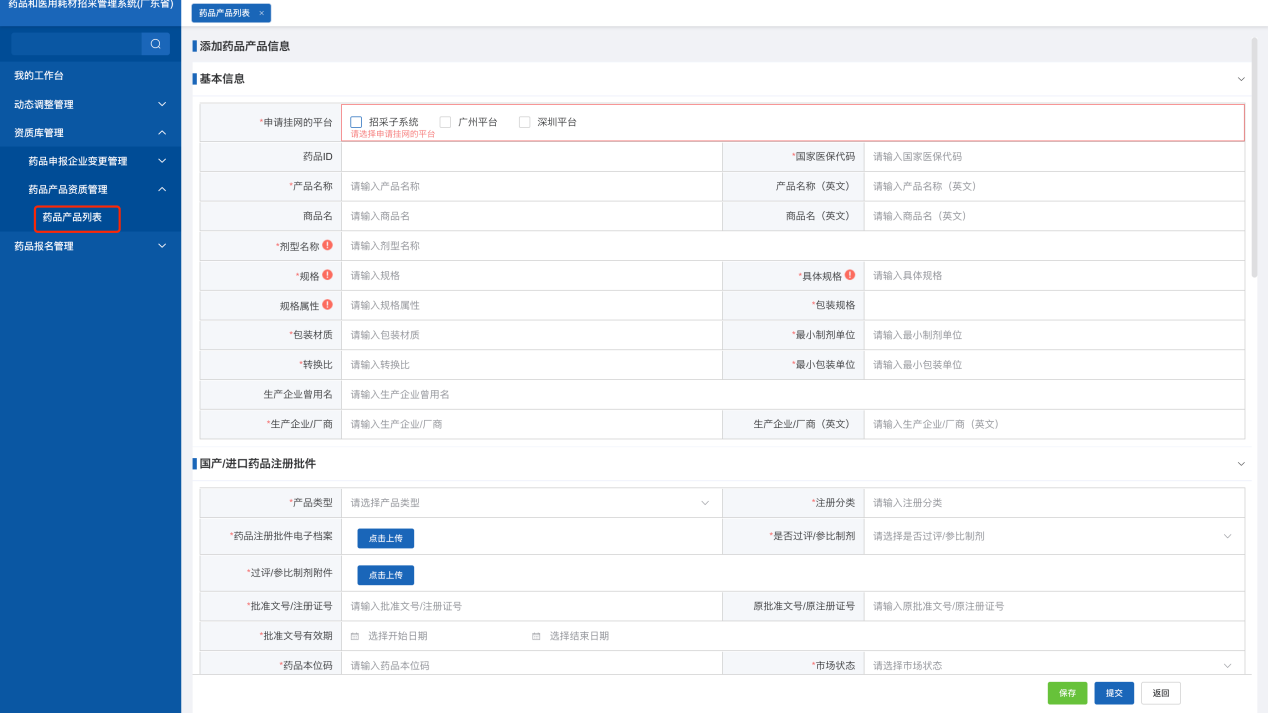 药品和医用耗材招采管理系统(广东省)
药品产品列表 ×
添加药品产品信息
我的工作台
动态调整管理
资质库管理
药品申报企业变更管理
药品产品资质管理
药品产品列表
药品报名管理
基本信息
*申请挂网的平台 招采子系统 广州平台 深圳平台
请选择申请挂网的平台
药品ID *国家医保代码 请输入国家医保代码
*产品名称 请输入产品名称 产品名称（英文） 请输入产品名称（英文）
商品名 请输入商品名 商品名（英文） 请输入商品名（英文）
*剂型名称 ! 请输入剂型名称
*规格 ! 请输入规格 *具体规格 ! 请输入具体规格
规格属性 ! 请输入规格属性 *包装规格
*包装材质 请输入包装材质 *最小制剂单位 请输入最小制剂单位
*转换比 请输入转换比 *最小包装单位 请输入最小包装单位
生产企业曾用名 请输入生产企业曾用名
*生产企业/厂商 请输入生产企业/厂商 生产企业/厂商（英文） 请输入生产企业/厂商（英文）
国产/进口药品注册批件
*产品类型 请选择产品类型 *注册分类 请输入注册分类
*药品注册批件电子档案 点击上传 *是否过评/参比制剂 请选择是否过评/参比制剂
*过评/参比制剂附件 点击上传
*批准文号/注册证号 请输入批准文号/注册证号 原批准文号/原注册证号 请输入原批准文号/原注册证号
*批准文号有效期 选择开始日期 选择结束日期
*药品本位码 请输入药品本位码 *市场状态 请选择市场状态
保存 提交 返回